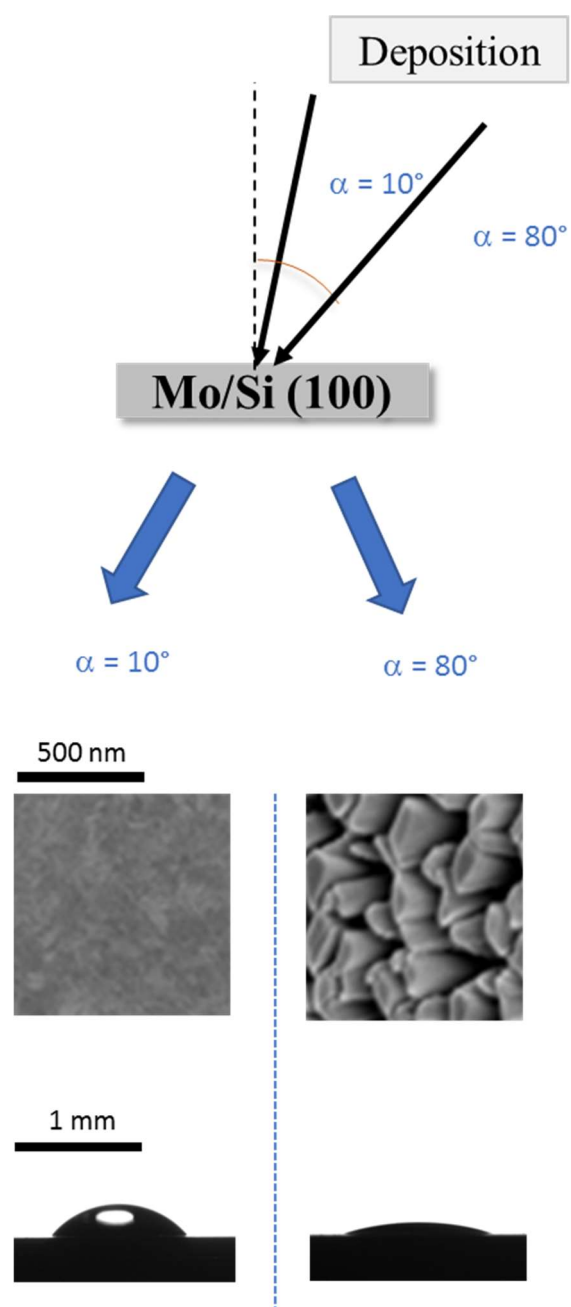 Deposition
α = 10°
α = 80°
Mo/Si (100)
α = 10°
α = 80°
500 nm
1 mm